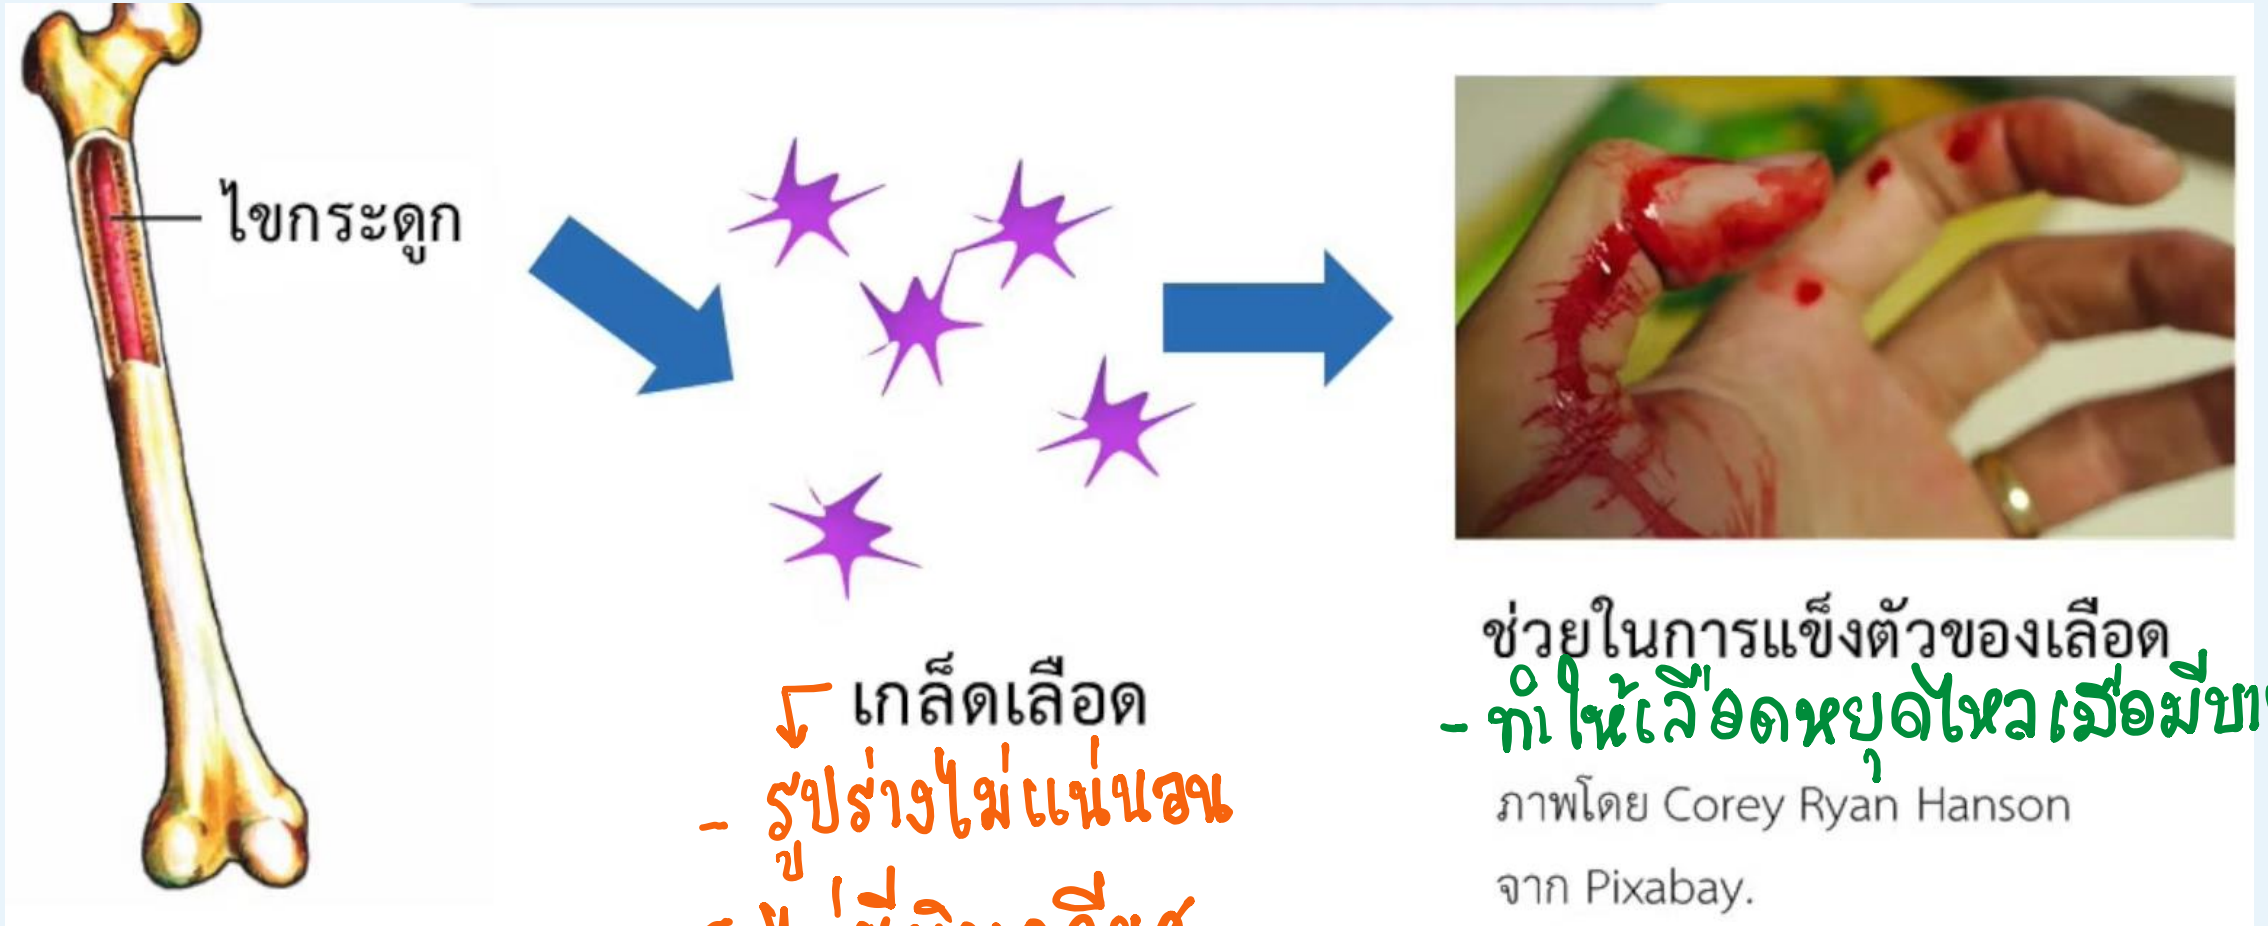 ไขกระดูก
เกล็ดเลือด
- รูปร่างไม่แน่นอน
ช่วยในการแข็งตัวของเลือด
- ทำให้เลือดหยุดไหลเมื่อมีบา
ภาพโดย Corey Ryan Hanson
จาก Pixabay.